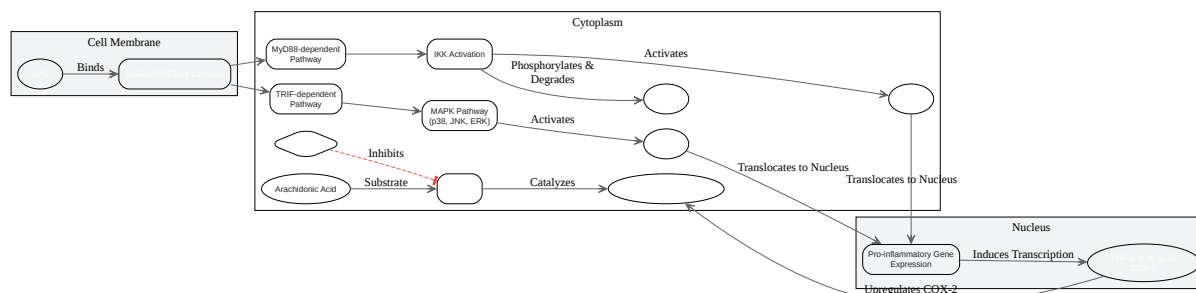 Cytoplasm
Cell Membrane
Binds
MyD88-dependent
Pathway
IKK Activation
Activates
Phosphorylates &
Degrades
TRIF-dependent
Pathway
MAPK Pathway
(p38, JNK, ERK)
Activates
Inhibits
Translocates to Nucleus
Translocates to Nucleus
Arachidonic Acid
Substrate
Catalyzes
Nucleus
Pro-inflammatory Gene
Expression
Induces Transcription
Upregulates COX-2